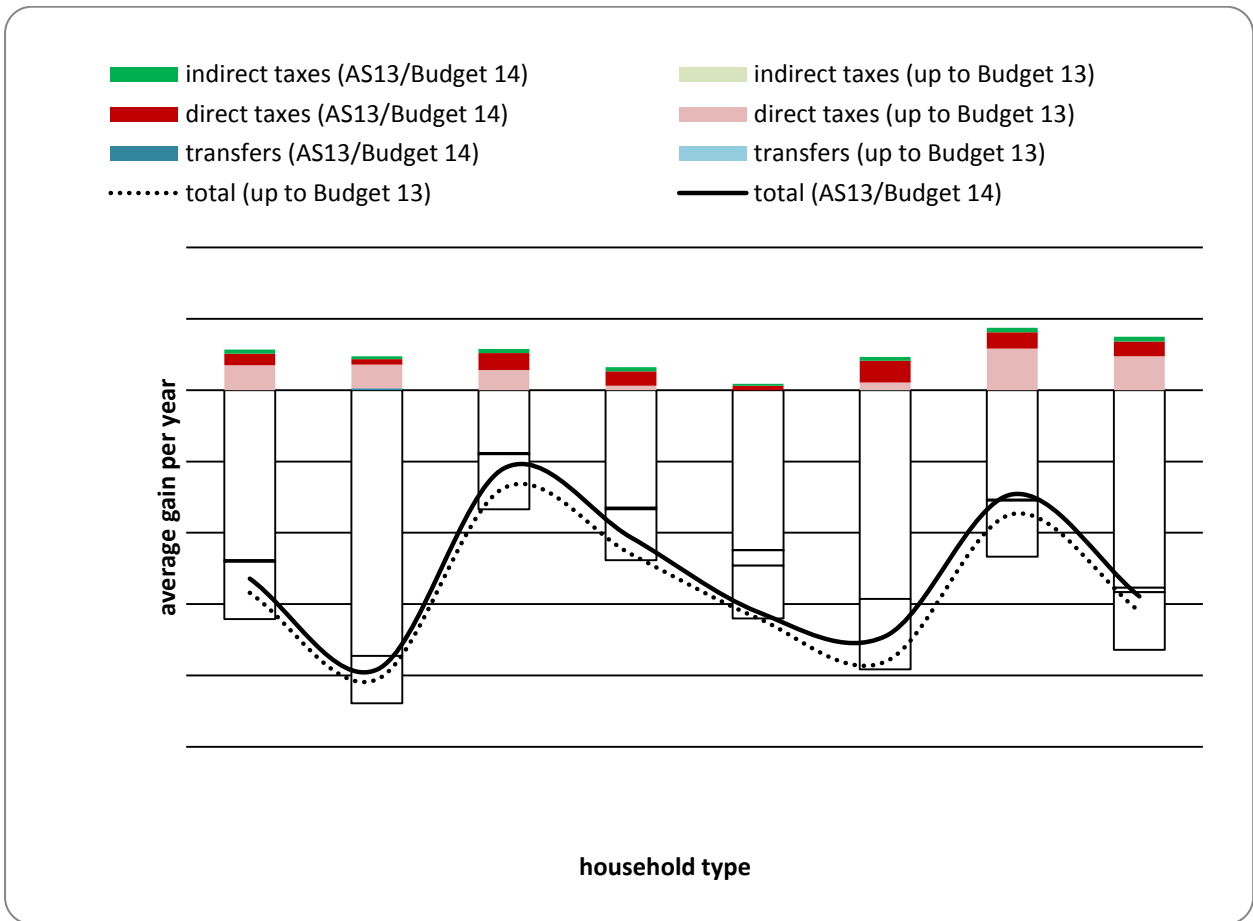 indirect taxes (AS13/Budget 14)
indirect taxes (up to Budget 13)
direct taxes (AS13/Budget 14)
direct taxes (up to Budget 13)
transfers (AS13/Budget 14)
transfers (up to Budget 13)
total (up to Budget 13)
total (AS13/Budget 14)
average gain per year
household type